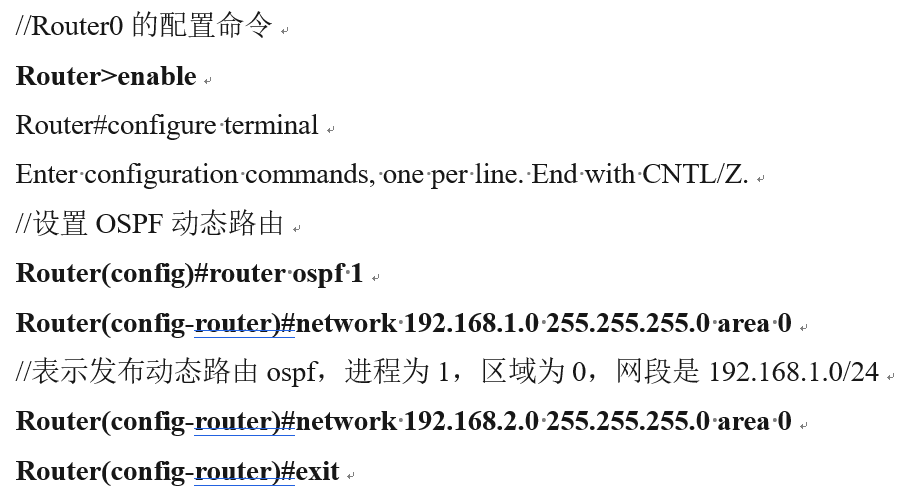 //Router0 的配置命令
Router>enable
Router#configure terminal
Enter configuration commands, one per line. End with CNTL/Z.
//设置 OSPF 动态路由
Router(config)#router ospf 1
Router(config-router)#network 192.168.1.0 255.255.255.0 area 0
//表示发布动态路由 ospf，进程为 1，区域为 0，网段是 192.168.1.0/24
Router(config-router)#network 192.168.2.0 255.255.255.0 area 0
Router(config-router)#exit